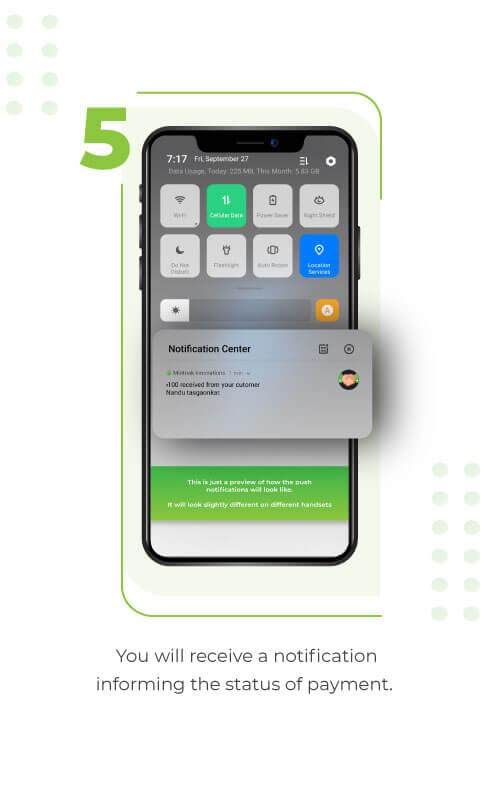 5
7:17 Fri, September 27
Data Usage, Today: 225 MB, This Month: 5.83 GB
Wi-Fi
Cellular Data
Power Saver
Night Shield
Do Not
Disturb
Flashlight
Auto Rotate
Location
Services
A
Notification Center
Mintoak Innovations 1 min
100 received from your cutomer
Nandu tasgaonkar.
This is just a preview of how the push
notifications will look like.
It will look slightly different on different handsets
You will receive a notification
informing the status of payment.